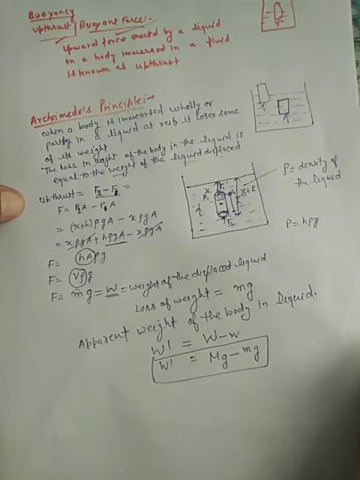 Buoyancy
Upthrust / Buoyant Force:-
Upward force exerted by a liquid
on a body immersed in a fluid
is known as upthrust
Archimede's Principle:-
when a body is immersed wholly or
partly in a liquid at rest it loses some
of its weight
The loss in weight of the body in the liquid is
equal to the weight of the liquid displaced
Upthrust = F2 - F1 =
F = P2A - P1A
= (x+h)ρgA - xρgA
= xρgA + hρgA - xρgA
F = hAρg
F = Vρg
F = mg = W = weight of the displaced liquid
Loss of weight = mg
Apparent weight of the body in liquid.
W' = W - w
W' = Mg - mg
ρ = density of
the liquid
P = hρg
x+h